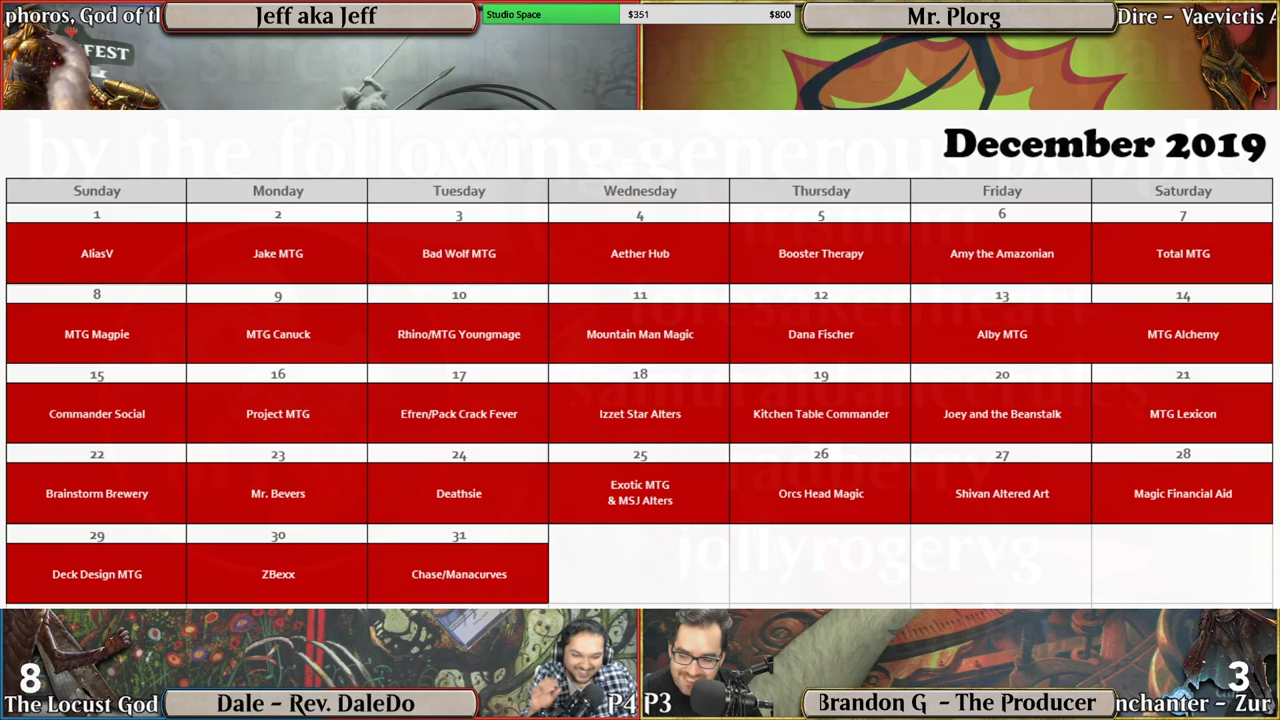 phoros, God of th
Jeff aka Jeff
Studio Space
$351
$800
Mr. Plorg
Dire - Vaevictis A
FEST
by the following generous people:
December 2019
Sunday Monday Tuesday Wednesday Thursday Friday Saturday
1 2 3 4 5 6 7
AliasV Jake MTG Bad Wolf MTG Aether Hub Booster Therapy Amy the Amazonian Total MTG
8 9 10 11 12 13 14
MTG Magpie MTG Canuck Rhino/MTG Youngmage Mountain Man Magic Dana Fischer Alby MTG MTG Alchemy
15 16 17 18 19 20 21
Commander Social Project MTG Efren/Pack Crack Fever Izzet Star Alters Kitchen Table Commander Joey and the Beanstalk MTG Lexicon
22 23 24 25 26 27 28
Brainstorm Brewery Mr. Bevers Deathsie Exotic MTG & MSJ Alters Orcs Head Magic Shivan Altered Art Magic Financial Aid
29 30 31
Deck Design MTG ZBexx Chase/Manacurves
jollyrogervg
8
The Locust God
Dale - Rev. DaleDo
P4
P3
Brandon G - The Producer
3
nchanter - Zur